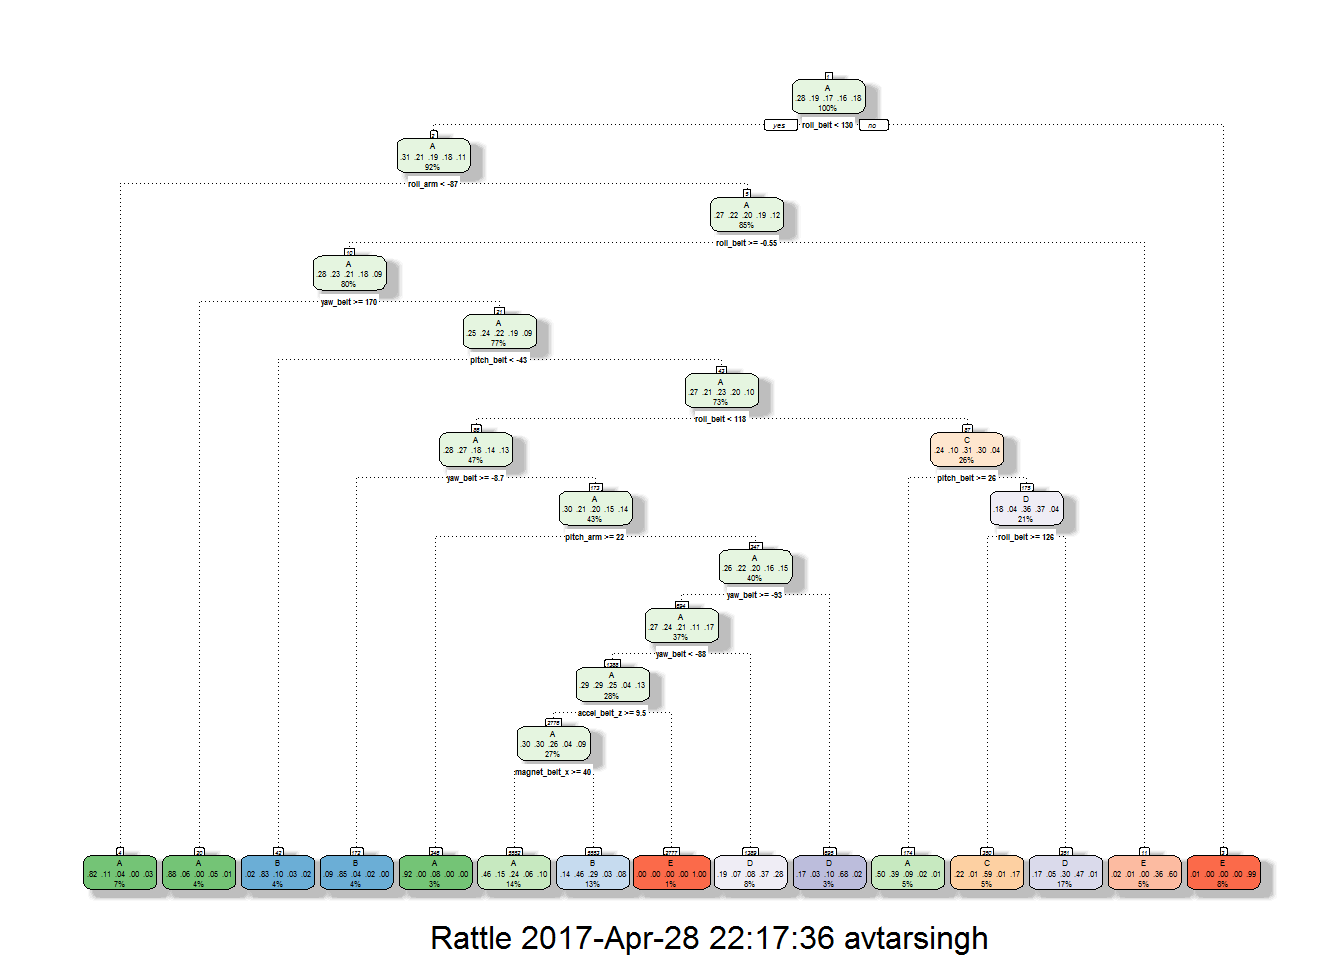 1
A
.28 .19 .17 .16 .18
100%
yes roll_belt < 130 no
2
A
.31 .21 .19 .18 .11
92%
roll_arm < -87
5
A
.27 .22 .20 .19 .12
85%
roll_belt >= -0.55
10
A
.28 .23 .21 .18 .09
80%
yaw_belt >= 170
21
A
.25 .24 .22 .19 .09
77%
pitch_belt < -43
43
A
.27 .21 .23 .20 .10
73%
roll_belt < 118
86
A
.28 .27 .18 .14 .13
47%
87
C
.24 .10 .31 .30 .04
26%
yaw_belt >= -8.7
pitch_belt >= 26
173
A
.30 .21 .20 .15 .14
43%
175
D
.18 .04 .36 .37 .04
21%
pitch_arm >= 22
roll_belt >= 126
347
A
.26 .22 .20 .16 .15
40%
yaw_belt >= -93
694
A
.27 .24 .21 .11 .17
37%
yaw_belt < -88
1388
A
.29 .29 .25 .04 .13
28%
accel_belt_z >= 9.5
2776
A
.30 .30 .26 .04 .09
27%
magnet_belt_x >= 40
4
A
.82 .11 .04 .00 .03
7%
20
A
.88 .06 .00 .05 .01
4%
42
B
.02 .83 .10 .03 .02
4%
172
B
.09 .85 .04 .02 .00
4%
346
A
.92 .00 .08 .00 .00
3%
5552
A
.46 .15 .24 .06 .10
14%
5553
B
.14 .46 .29 .03 .08
13%
2777
E
.00 .00 .00 .00 1.00
1%
1389
D
.19 .07 .08 .37 .28
8%
695
D
.17 .03 .10 .68 .02
3%
174
A
.50 .39 .09 .02 .01
5%
350
C
.22 .01 .59 .01 .17
5%
351
D
.17 .05 .30 .47 .01
17%
11
E
.02 .01 .00 .36 .60
5%
3
E
.01 .00 .00 .00 .99
8%
Rattle 2017-Apr-28 22:17:36 avtarsingh